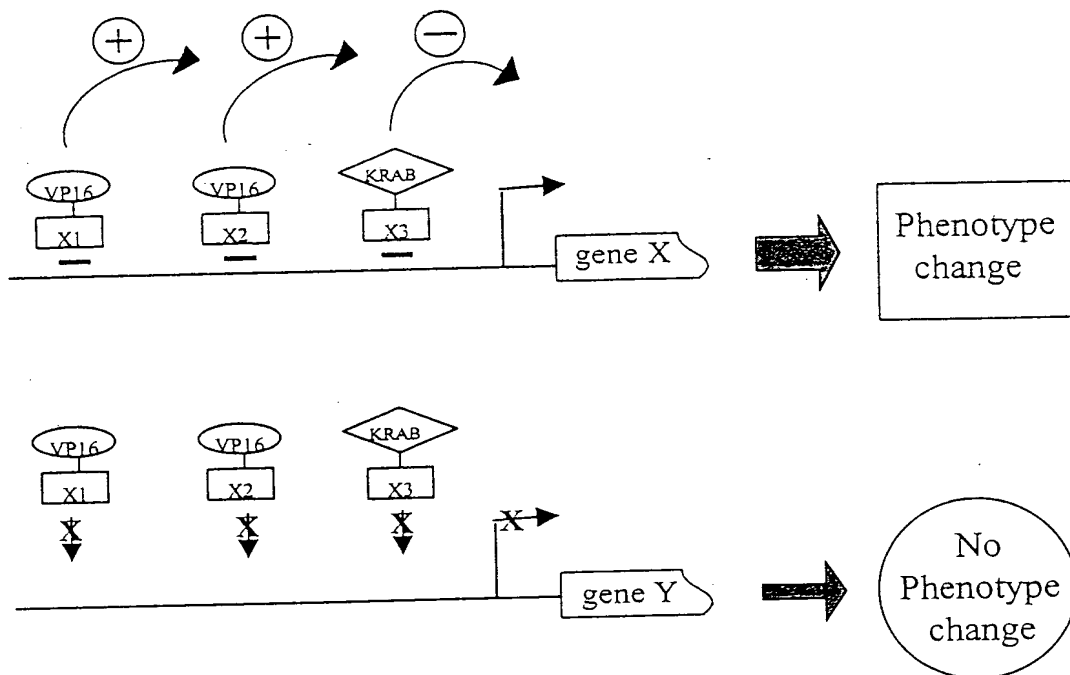 +
+
−
VP16
VP16
KRAB
X1
X2
X3
gene X
Phenotype
change
VP16
VP16
KRAB
X1
X2
X3
X
X
X
X
gene Y
No
Phenotype
change